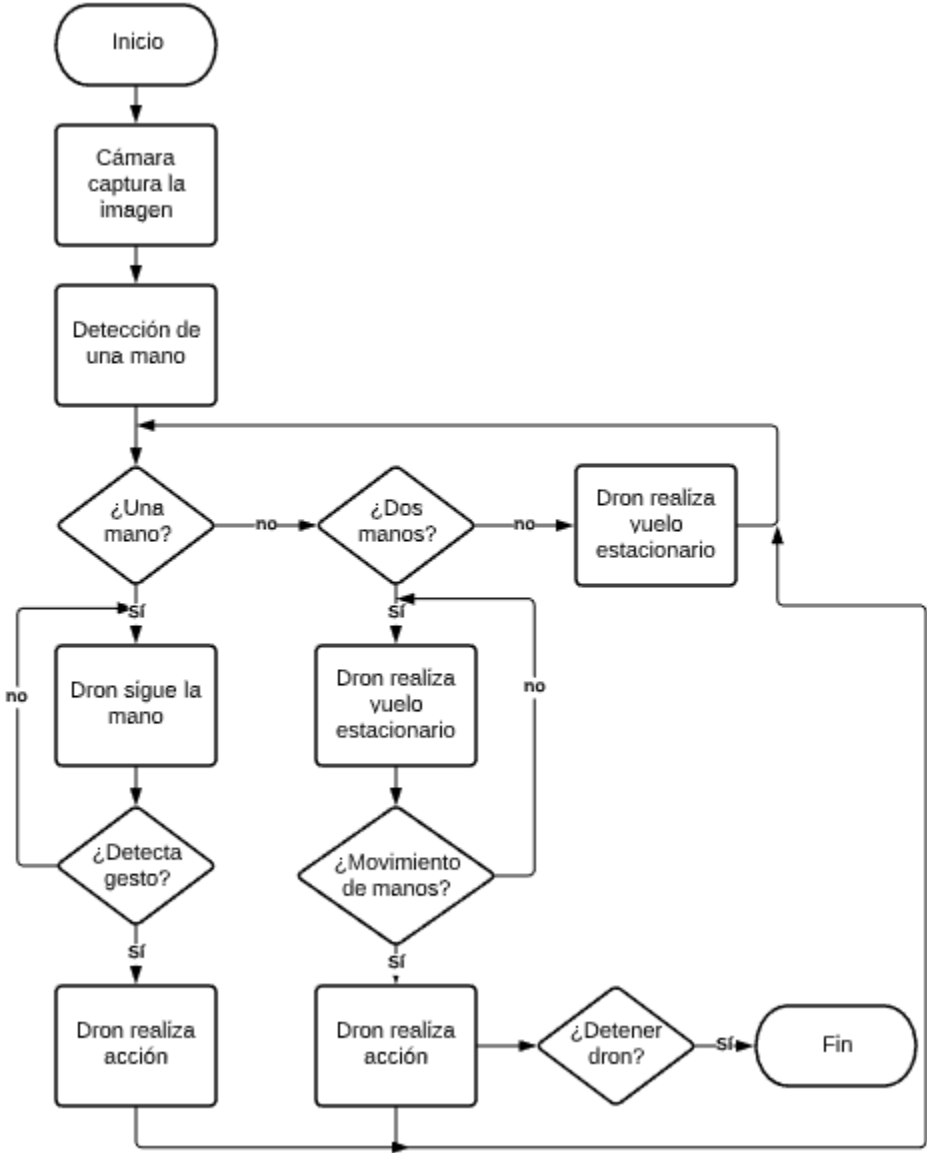 Inicio
Cámara
captura la
imagen
Detección de
una mano
¿Una
mano?
no
¿Dos
manos?
no
Dron realiza
vuelo
estacionario
Sí
Sí
no
Dron sigue la
mano
Dron realiza
vuelo
estacionario
no
¿Detecta
gesto?
¿Movimiento
de manos?
Sí
Sí
Dron realiza
acción
Dron realiza
acción
¿Detener
dron?
Sí
Fin